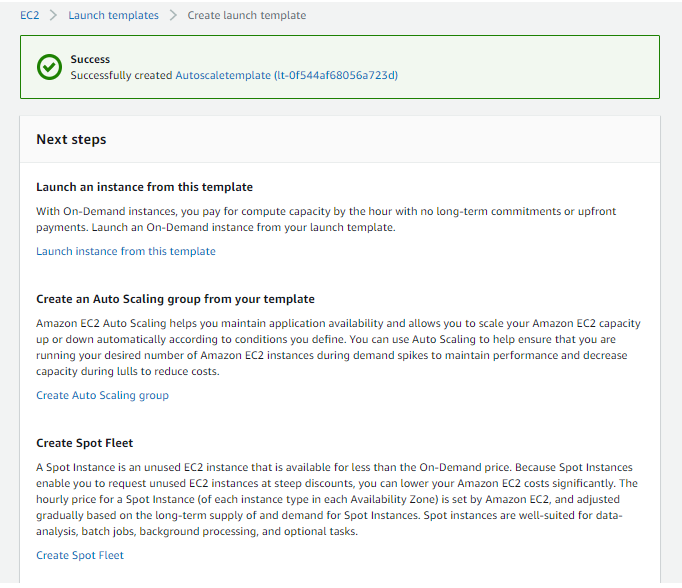 EC2 > Launch templates > Create launch template
Success
Successfully created Autoscaletemplate (lt-0f544af68056a723d)
Next steps
Launch an instance from this template
With On-Demand instances, you pay for compute capacity by the hour with no long-term commitments or upfront
payments. Launch an On-Demand instance from your launch template.
Launch instance from this template
Create an Auto Scaling group from your template
Amazon EC2 Auto Scaling helps you maintain application availability and allows you to scale your Amazon EC2 capacity
up or down automatically according to conditions you define. You can use Auto Scaling to help ensure that you are
running your desired number of Amazon EC2 instances during demand spikes to maintain performance and decrease
capacity during lulls to reduce costs.
Create Auto Scaling group
Create Spot Fleet
A Spot Instance is an unused EC2 instance that is available for less than the On-Demand price. Because Spot Instances
enable you to request unused EC2 instances at steep discounts, you can lower your Amazon EC2 costs significantly. The
hourly price for a Spot Instance (of each instance type in each Availability Zone) is set by Amazon EC2, and adjusted
gradually based on the long-term supply of and demand for Spot Instances. Spot instances are well-suited for data-
analysis, batch jobs, background processing, and optional tasks.
Create Spot Fleet